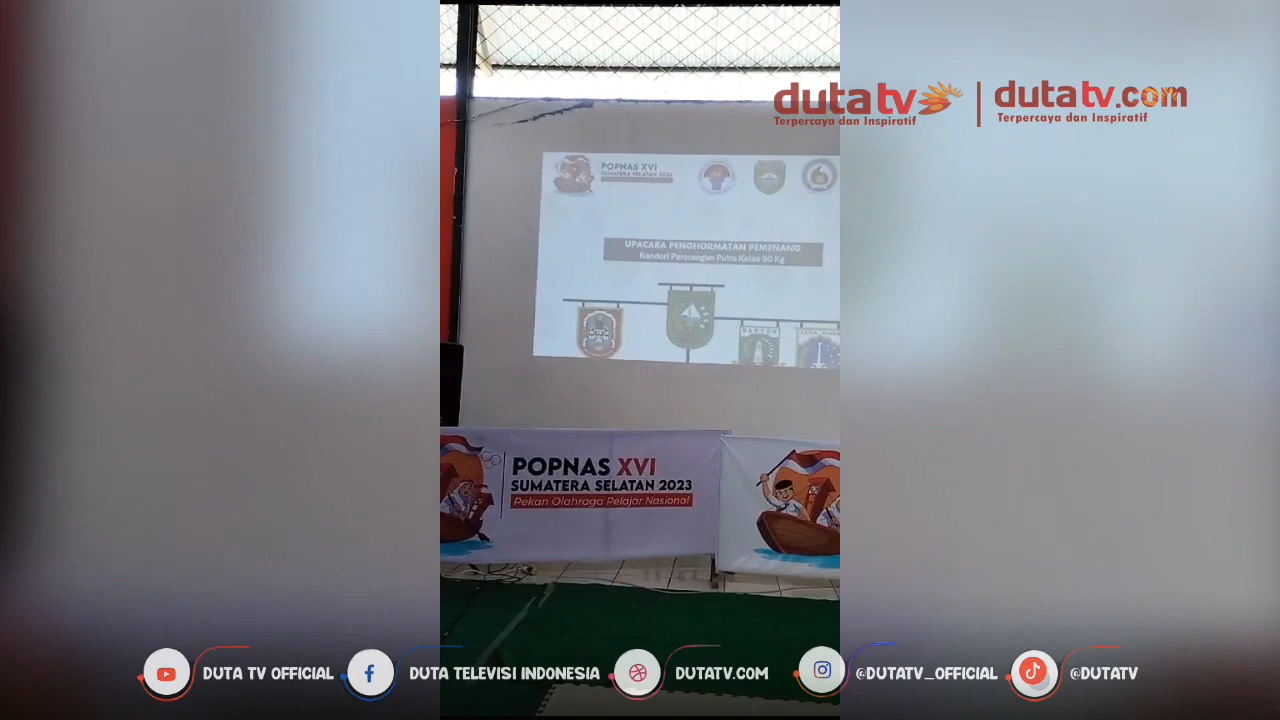 dutatv
Terpercaya dan Inspiratif
dutatv.com
Terpercaya dan Inspiratif
POPNAS XVI
SUMATERA SELATAN 2023
UPACARA PENGHORMATAN PEMENANG
Randori Perorangan Putra Kelas 50 Kg
BANTEN
POPNAS XVI
SUMATERA SELATAN 2023
Pekan Olahraga Pelajar Nasional
DUTA TV OFFICIAL
DUTA TELEVISI INDONESIA
DUTATV.COM
@DUTATV_OFFICIAL
@DUTATV